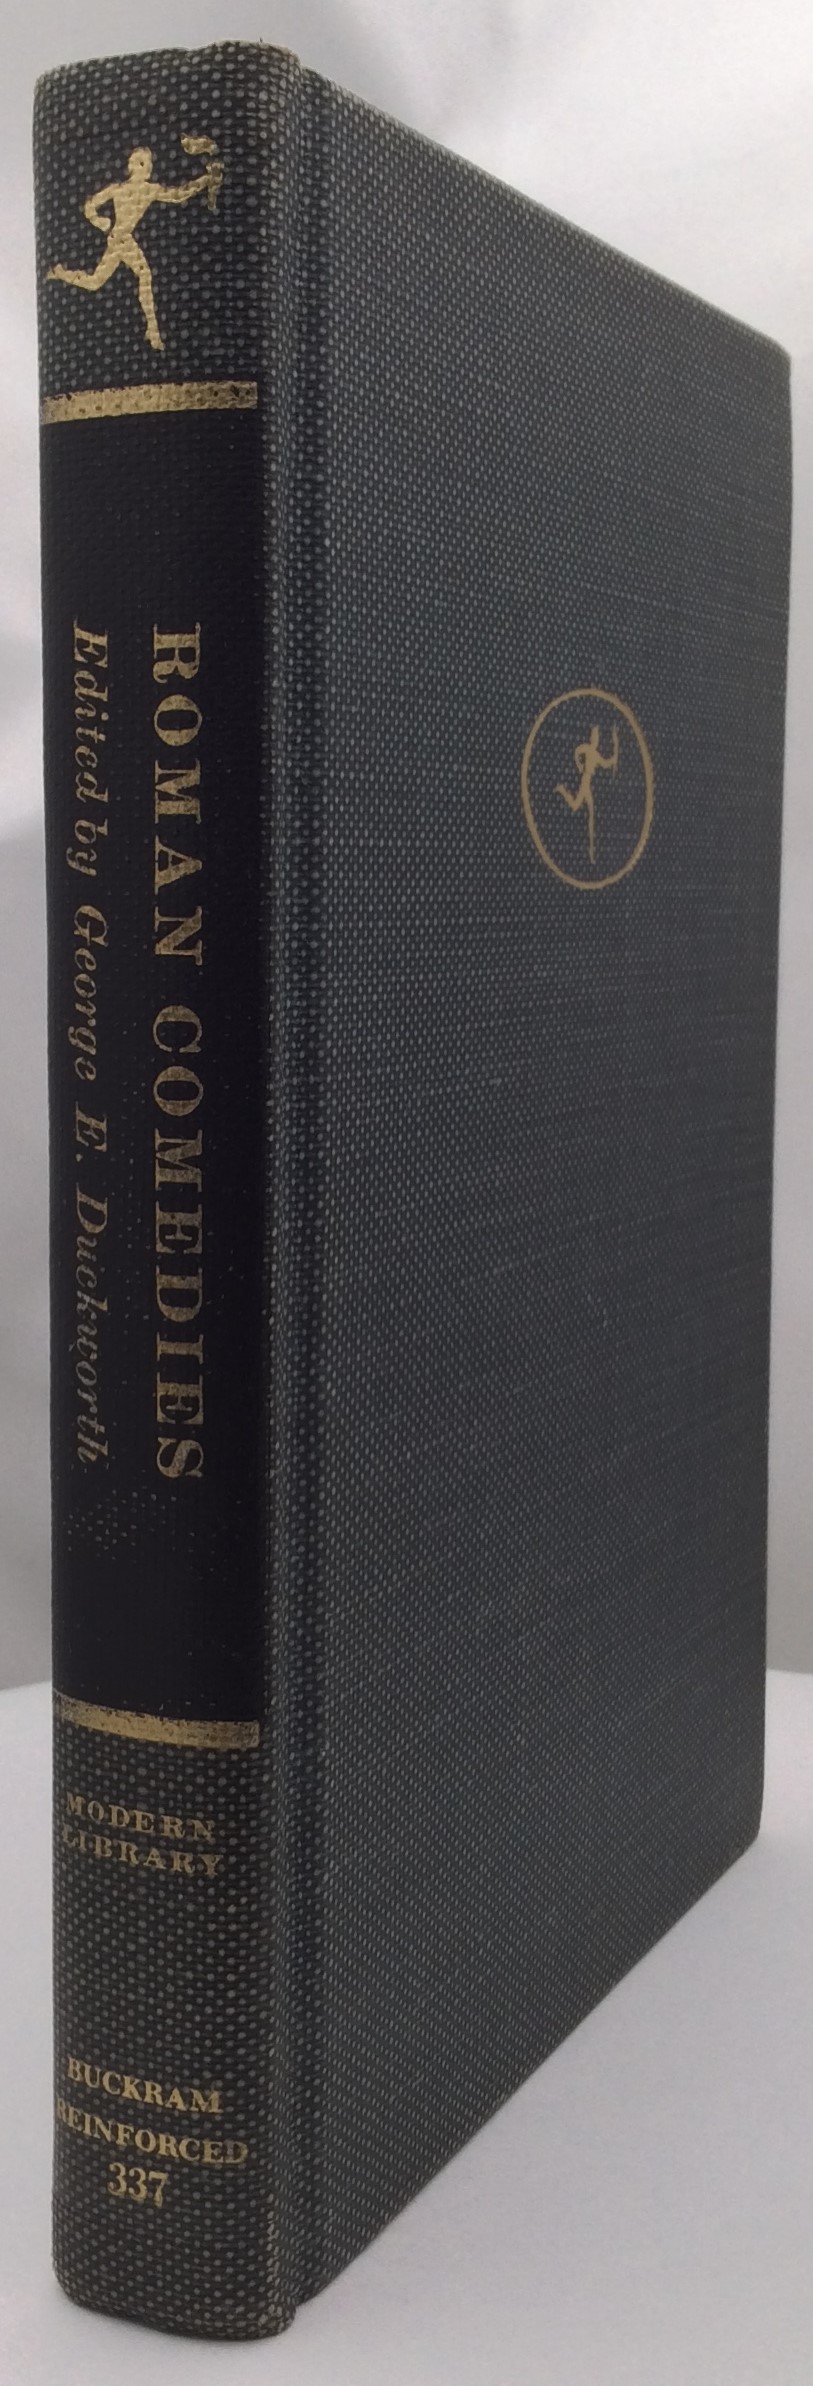 ROMAN COMEDIES
Edited by George E. Duckworth
MODERN
LIBRARY
BUCKRAM
REINFORCED
337